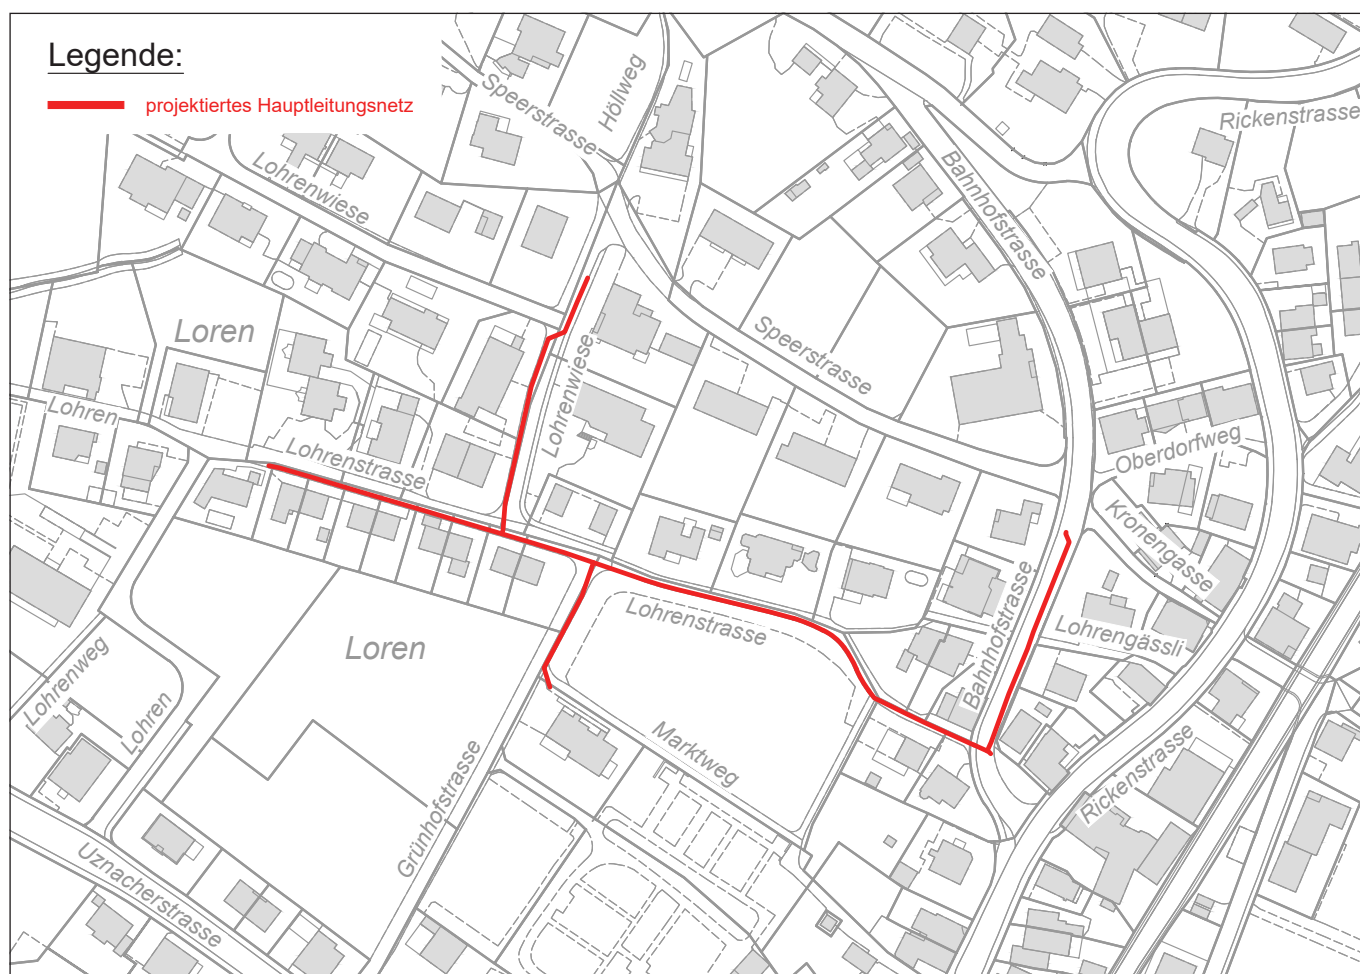 Legende:
projektiertes Hauptleitungsnetz
Speerstrasse
Höllweg
Rickenstrasse
Lohrenwiese
Bahnhofstrasse
Loren
Lohrenwiese
Speerstrasse
Lohren
Lohrenstrasse
Oberdorfweg
Kronengasse
Lohrenstrasse
Bahnhofstrasse
Lohrengässli
Loren
Lohrenweg
Lohren
Marktweg
Grünhofstrasse
Rickenstrasse
Uznacherstrasse